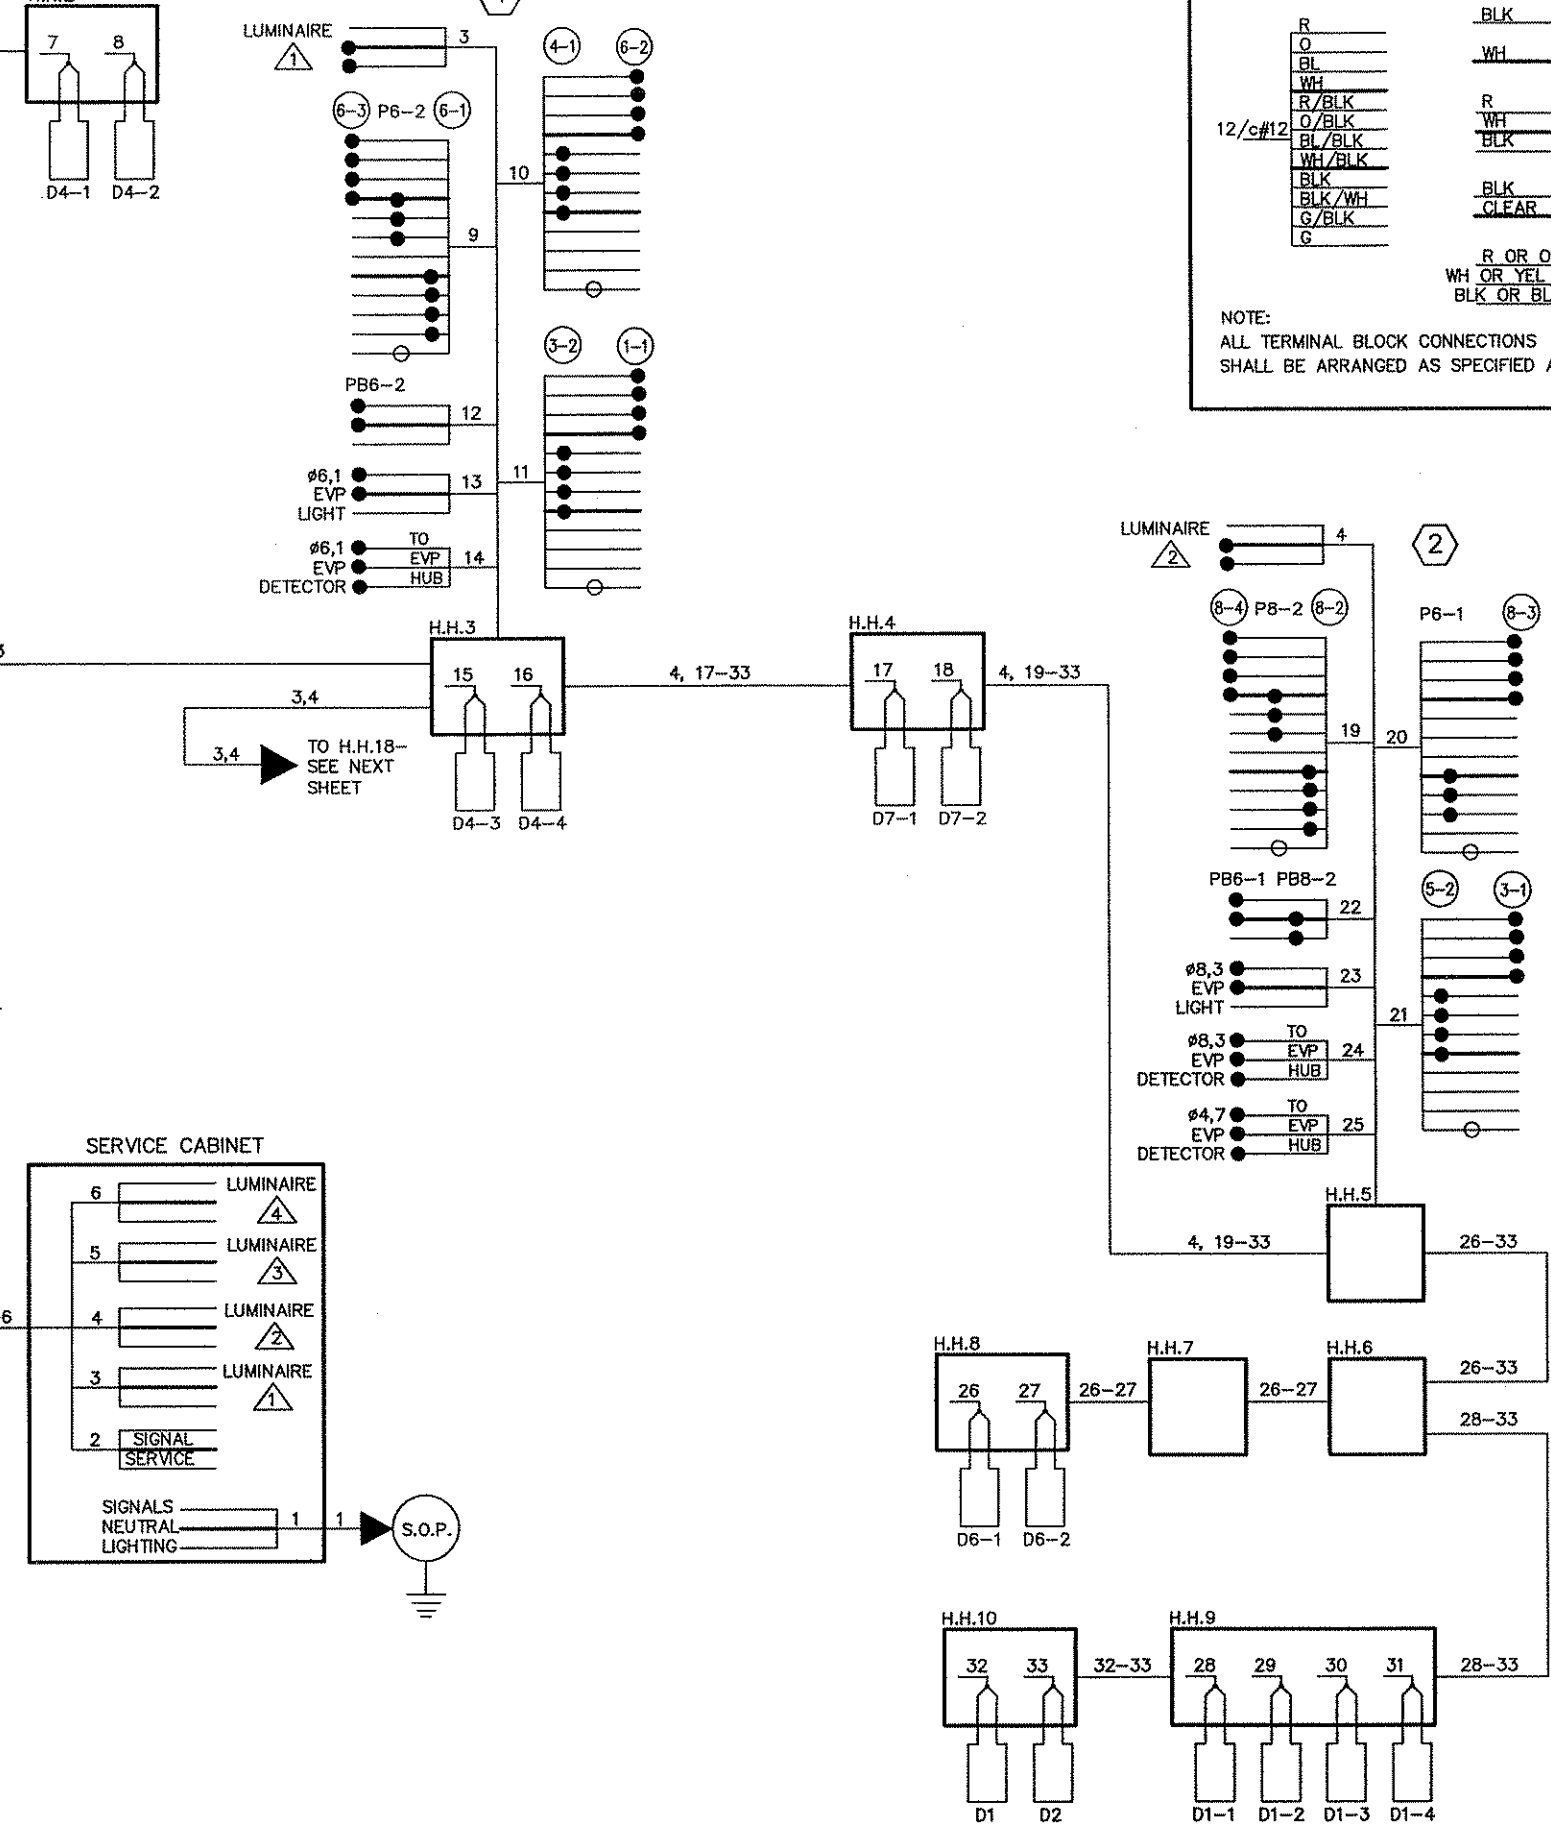 7 8
D4-1 D4-2
LUMINAIRE
1
3
6-3 P6-2 6-1
9
4-1 6-2
10
3-2 1-1
11
PB6-2
12
ø6,1
EVP
LIGHT
13
ø6,1
EVP
DETECTOR
TO
EVP
HUB
14
H.H.3
15 16
D4-3 D4-4
3,4
3,4
TO H.H.18-
SEE NEXT
SHEET
4, 17-33
H.H.4
17 18
D7-1 D7-2
4, 19-33
R
O
BL
WH
R/BLK
O/BLK
BL/BLK
WH/BLK
BLK
BLK/WH
G/BLK
G
12/c#12
BLK
WH
R
WH
BLK
BLK
CLEAR
R OR O
WH OR YEL
BLK OR BL
NOTE:
ALL TERMINAL BLOCK CONNECTIONS
SHALL BE ARRANGED AS SPECIFIED
LUMINAIRE
2
4
2
8-4 P8-2 8-2
19
P6-1 8-3
20
PB6-1 PB8-2
22
5-2 3-1
21
ø8,3
EVP
LIGHT
23
ø8,3
EVP
DETECTOR
TO
EVP
HUB
24
ø4,7
EVP
DETECTOR
TO
EVP
HUB
25
H.H.5
4, 19-33
26-33
SERVICE CABINET
6
LUMINAIRE
4
5
LUMINAIRE
3
4
LUMINAIRE
2
3
LUMINAIRE
1
2
SIGNAL
SERVICE
SIGNALS
NEUTRAL
LIGHTING
1 1
S.O.P.
6
H.H.8
26 27
D6-1 D6-2
26-27
H.H.7
26-27
H.H.6
26-33
28-33
H.H.10
32 33
D1 D2
32-33
H.H.9
28 29 30 31
D1-1 D1-2 D1-3 D1-4
28-33